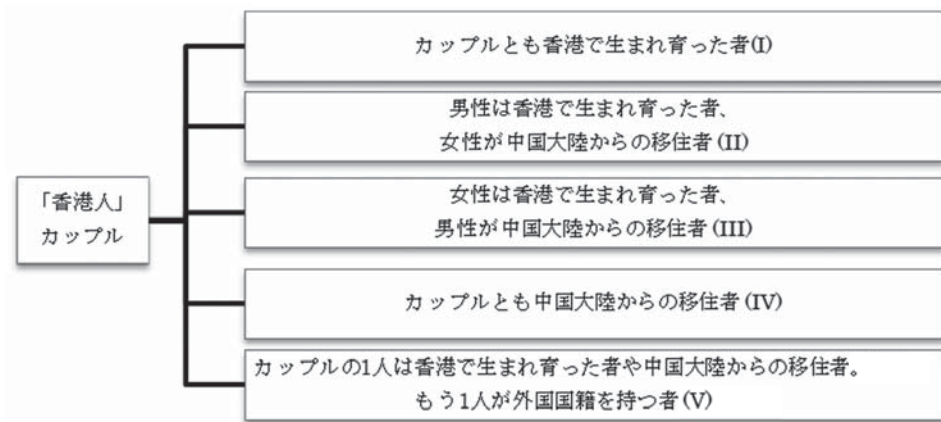 カップルとも香港で生まれ育った者(I)
男性は香港で生まれ育った者、
女性が中国大陸からの移住者(II)
「香港人」
カップル
女性は香港で生まれ育った者、
男性が中国大陸からの移住者(III)
カップルとも中国大陸からの移住者(IV)
カップルの1人は香港で生まれ育った者や中国大陸からの移住者。
もう1人が外国国籍を持つ者(V)